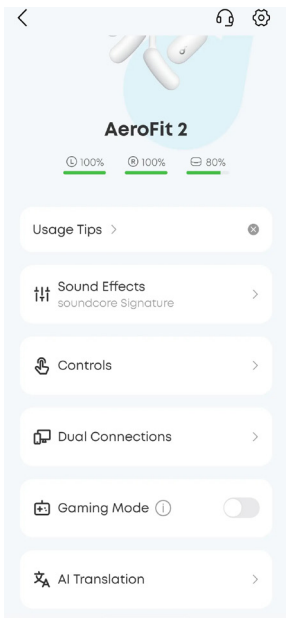 AeroFit 2
L 100% R 100% 80%
Usage Tips
Sound Effects
soundcore Signature
Controls
Dual Connections
Gaming Mode
AI Translation